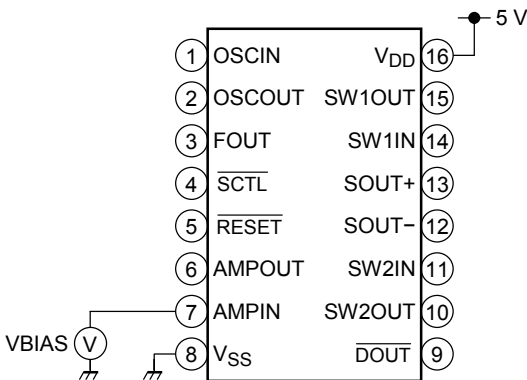 5 V
1 OSCIN VDD 16
2 OSCOUT SW1OUT 15
3 FOUT SW1IN 14
4 SCTL SOUT+ 13
5 RESET SOUT− 12
6 AMPOUT SW2IN 11
7 AMPIN SW2OUT 10
VBIAS V
8 VSS DOUT 9